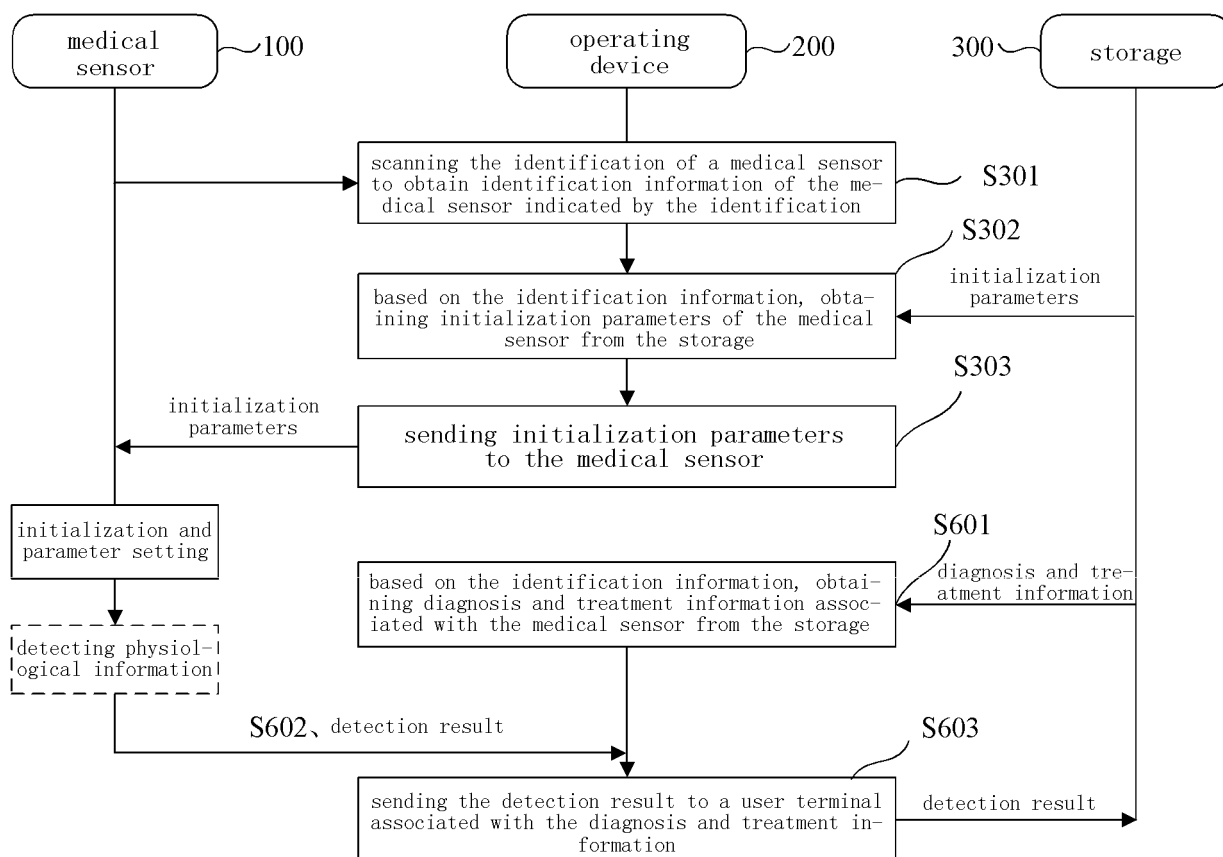 medical
sensor
100
operating
device
200
300
storage
scanning the identification of a medical sensor
to obtain identification information of the me-
dical sensor indicated by the identification
S301
S302
based on the identification information, obta-
ining initialization parameters of the medical
sensor from the storage
initialization
parameters
S303
initialization
parameters
sending initialization parameters
to the medical sensor
initialization and
parameter setting
S601
based on the identification information, obtai-
ning diagnosis and treatment information assoc-
iated with the medical sensor from the storage
diagnosis and tre-
atment information
detecting physiol-
ogical information
S602、detection result
S603
sending the detection result to a user terminal
associated with the diagnosis and treatment in-
formation
detection result